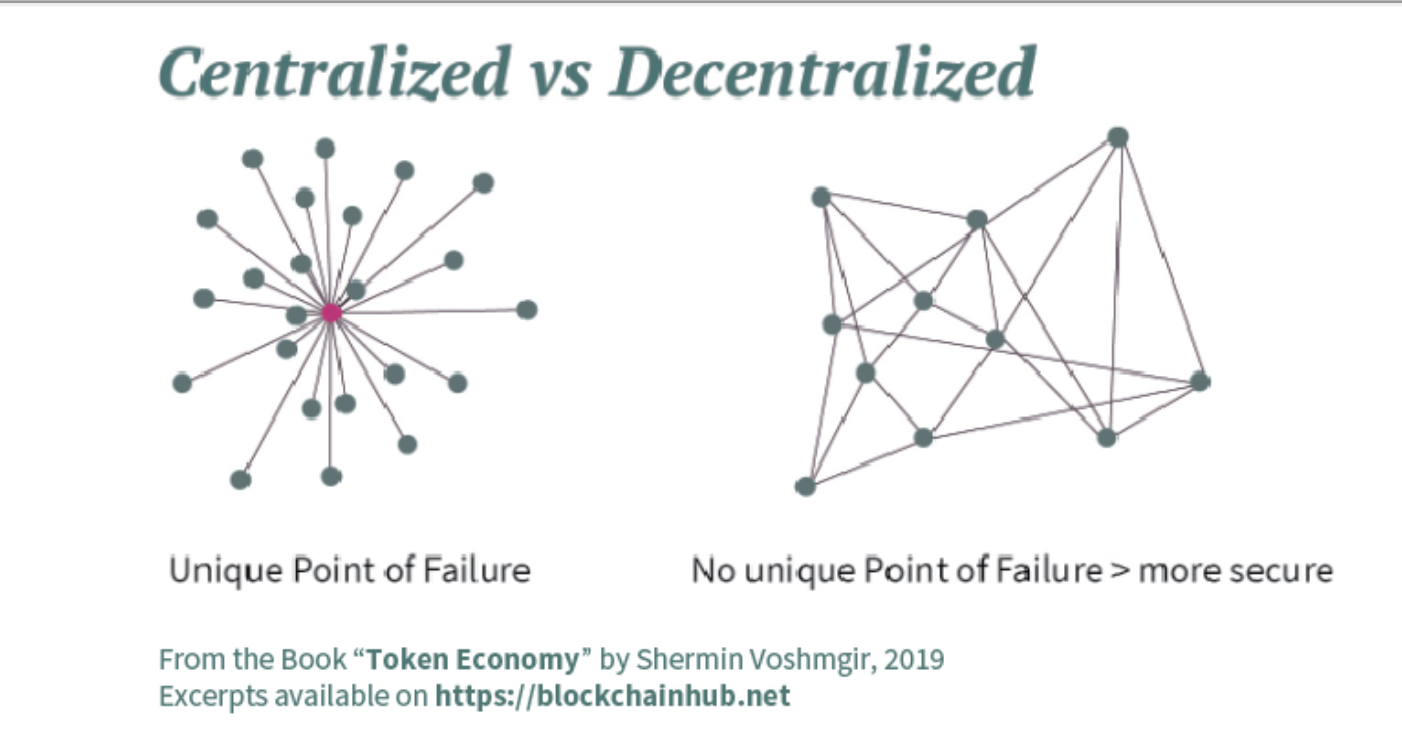 Centralized vs Decentralized
Unique Point of Failure
No unique Point of Failure > more secure
From the Book “Token Economy” by Shermin Voshmgir, 2019
Excerpts available on https://blockchainhub.net